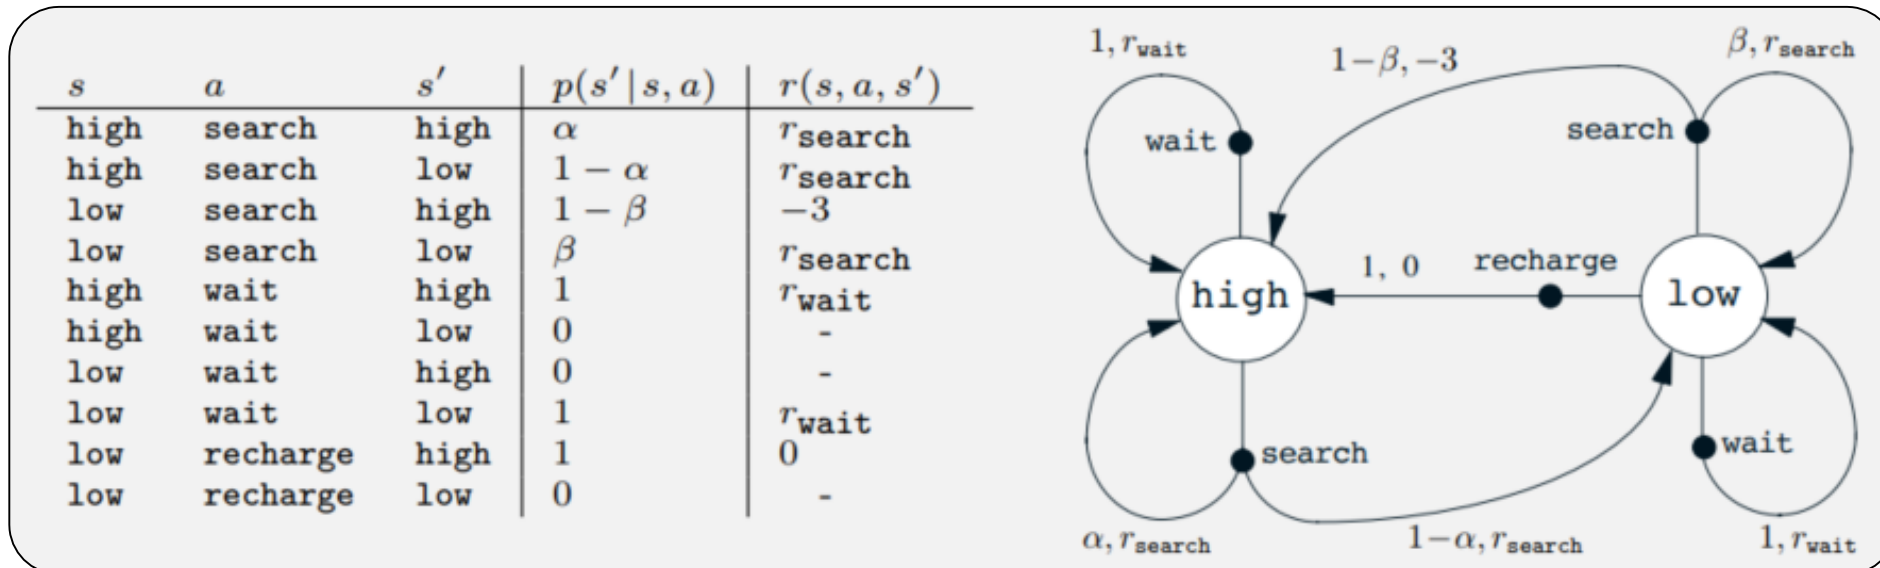 s a s′ p(s′ | s, a) r(s, a, s′)
high search high α r_search
high search low 1 − α r_search
low search high 1 − β −3
low search low β r_search
high wait high 1 r_wait
high wait low 0 -
low wait high 0 -
low wait low 1 r_wait
low recharge high 1 0
low recharge low 0 -
1, r_wait
1−β, −3
β, r_search
wait
search
1, 0
recharge
high
low
search
wait
α, r_search
1−α, r_search
1, r_wait